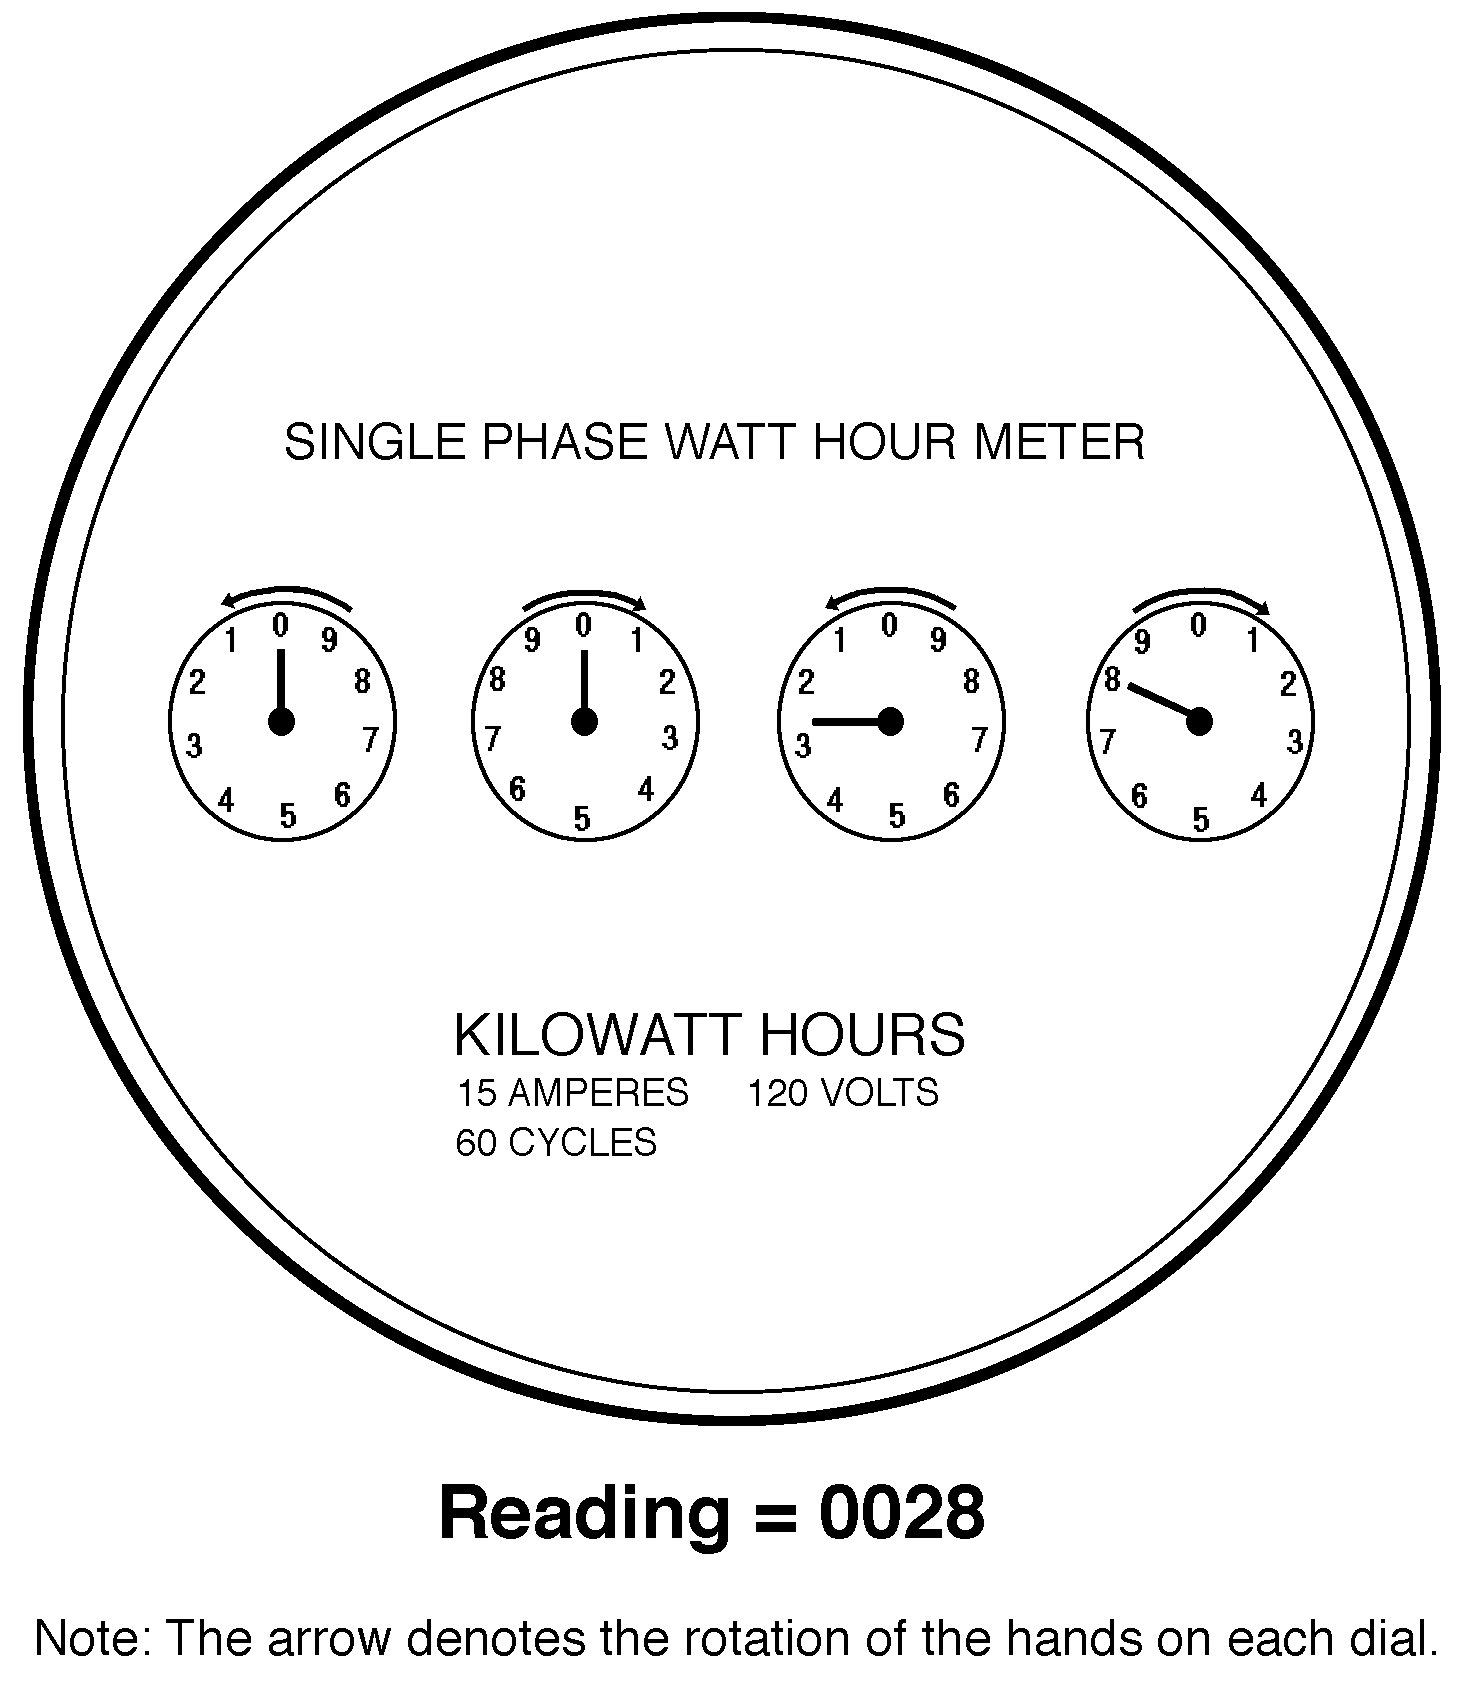 SINGLE PHASE WATT HOUR METER
0 9 8 7 6 5 4 3 2 1
0 1 2 3 4 5 6 7 8 9
0 9 8 7 6 5 4 3 2 1
0 1 2 3 4 5 6 7 8 9
KILOWATT HOURS
15 AMPERES 120 VOLTS
60 CYCLES
Reading = 0028
Note: The arrow denotes the rotation of the hands on each dial.